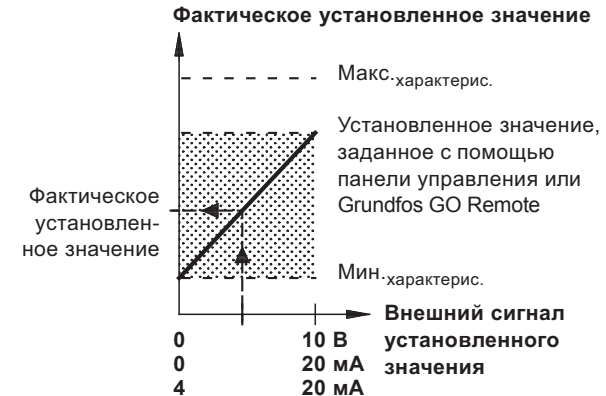 Фактическое установленное значение
Макс.характерис.
Установленное значение,
заданное с помощью
панели управления или
Grundfos GO Remote
Фактическое
установлен-
ное значение
Мин.характерис.
Внешний сигнал
установленного
значения
0 10 В
0 20 мА
4 20 мА